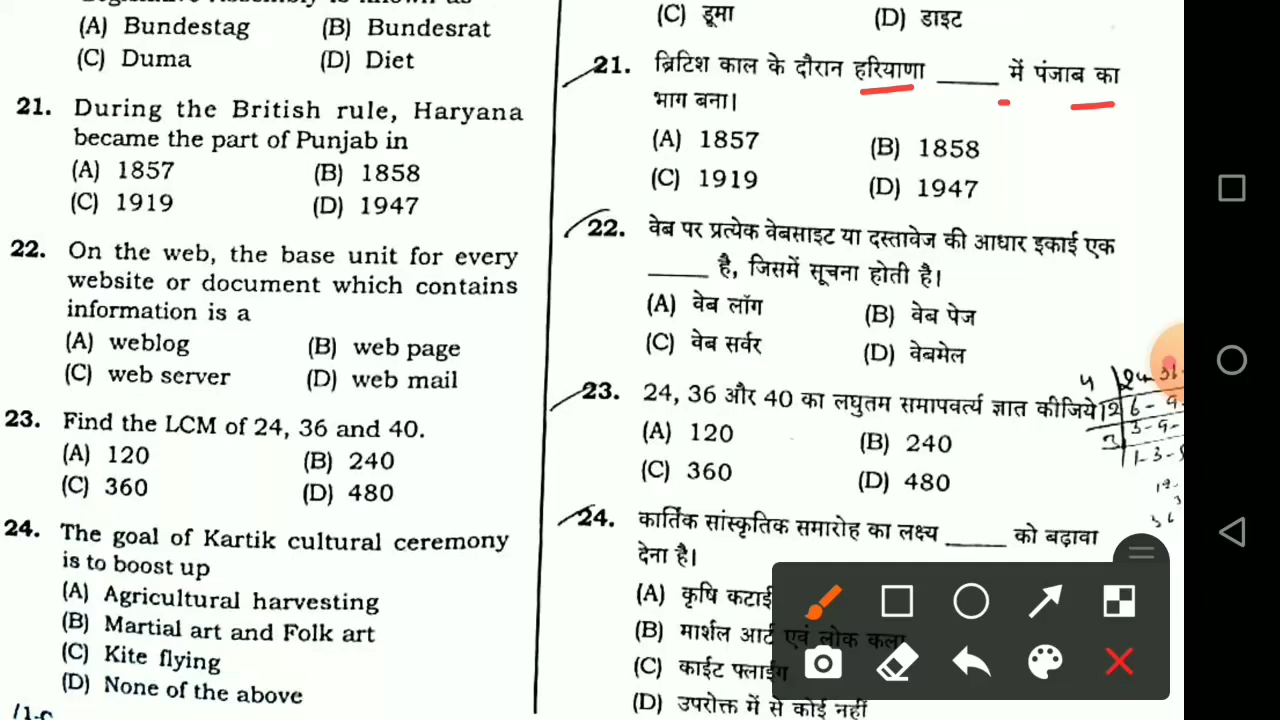 (A) Bundestag (B) Bundesrat
(C) Duma (D) Diet
21. During the British rule, Haryana
became the part of Punjab in
(A) 1857 (B) 1858
(C) 1919 (D) 1947
22. On the web, the base unit for every
website or document which contains
information is a
(A) weblog (B) web page
(C) web server (D) web mail
23. Find the LCM of 24, 36 and 40.
(A) 120 (B) 240
(C) 360 (D) 480
24. The goal of Kartik cultural ceremony
is to boost up
(A) Agricultural harvesting
(B) Martial art and Folk art
(C) Kite flying
(D) None of the above
(C) डूमा (D) डाइट
21. ब्रिटिश काल के दौरान हरियाणा _____ में पंजाब का
भाग बना।
(A) 1857 (B) 1858
(C) 1919 (D) 1947
22. वेब पर प्रत्येक वेबसाइट या दस्तावेज की आधार इकाई एक
_____ है, जिसमें सूचना होती है।
(A) वेब लॉग (B) वेब पेज
(C) वेब सर्वर (D) वेबमेल
23. 24, 36 और 40 का लघुतम समापवर्त्य ज्ञात कीजिये
(A) 120 (B) 240
(C) 360 (D) 480
24. कार्तिक सांस्कृतिक समारोह का लक्ष्य _____ को बढ़ावा
देना है।
(A) कृषि कटाई
(B) मार्शल आर्ट एवं लोक कला
(C) काईट फ्लाईंग
(D) उपरोक्त में से कोई नहीं